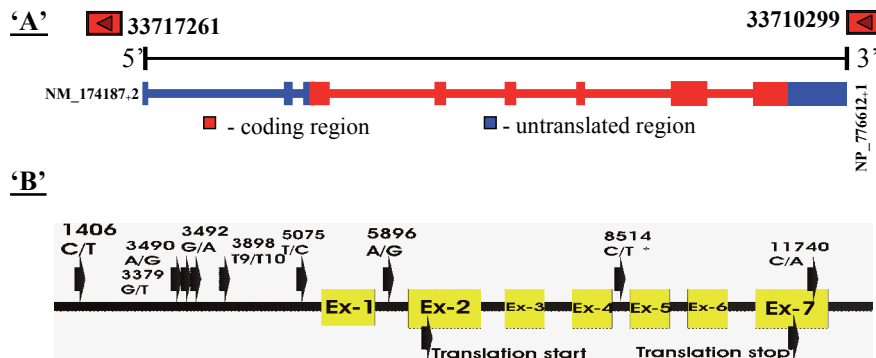 'A'
33717261
33710299
5'
3'
NM_174187.2
NP_776612.1
- coding region
- untranslated region
'B'
1406
C/T
3490
A/G
3379
G/T
3492
G/A
3898
T9/T10
5075
T/C
5896
A/G
8514
C/T +
11740
C/A
Ex-1
Ex-2
Ex-3
Ex-4
Ex-5
Ex-6
Ex-7
Translation start
Translation stop